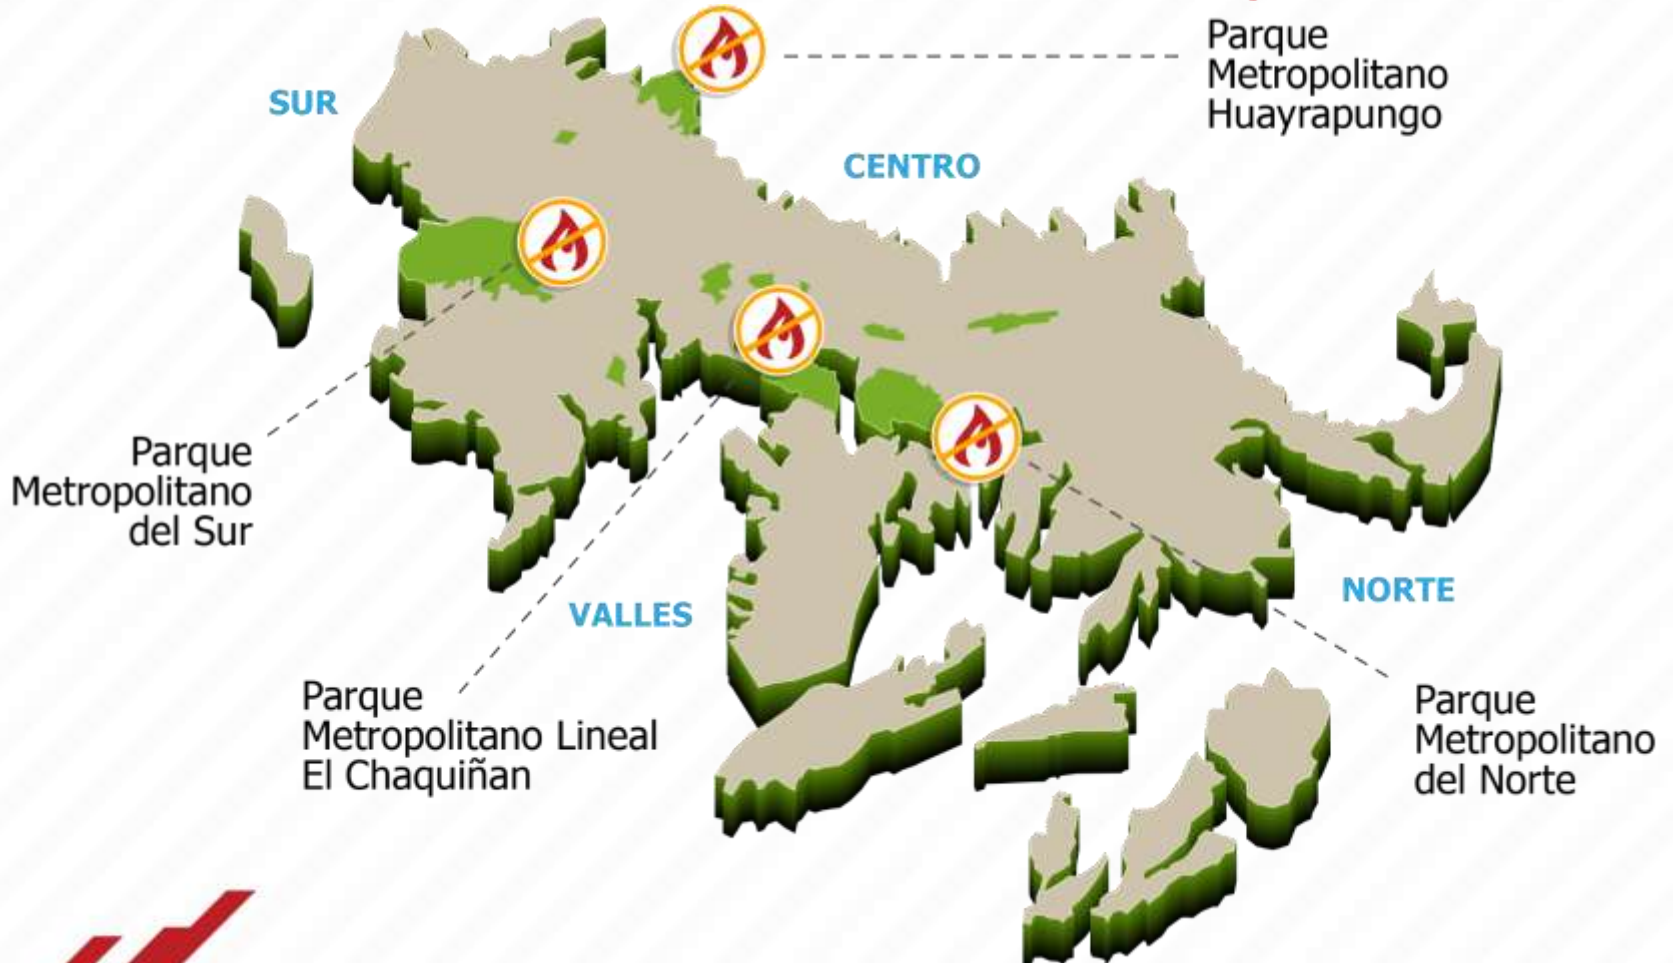 Parque
Metropolitano
Huayrapungo
SUR
CENTRO
Parque
Metropolitano
del Sur
VALLES
NORTE
Parque
Metropolitano Lineal
El Chaquiñan
Parque
Metropolitano
del Norte